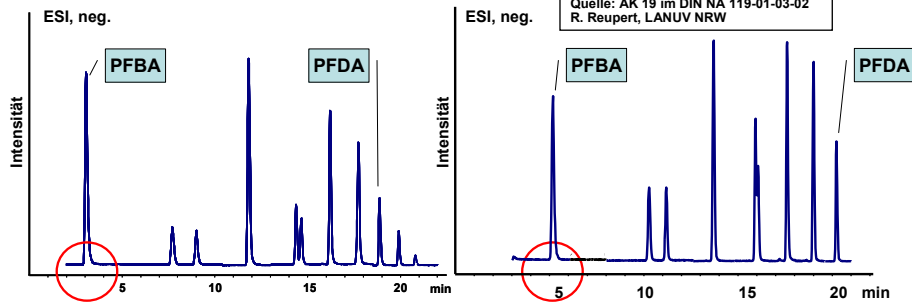 Quelle: AK 19 im DIN NA 119-01-03-02
R. Reupert, LANUV NRW
ESI, neg.
PFBA
PFDA
Intensität
5
10
15
20
min
ESI, neg.
PFBA
PFDA
Intensität
5
10
15
20
min